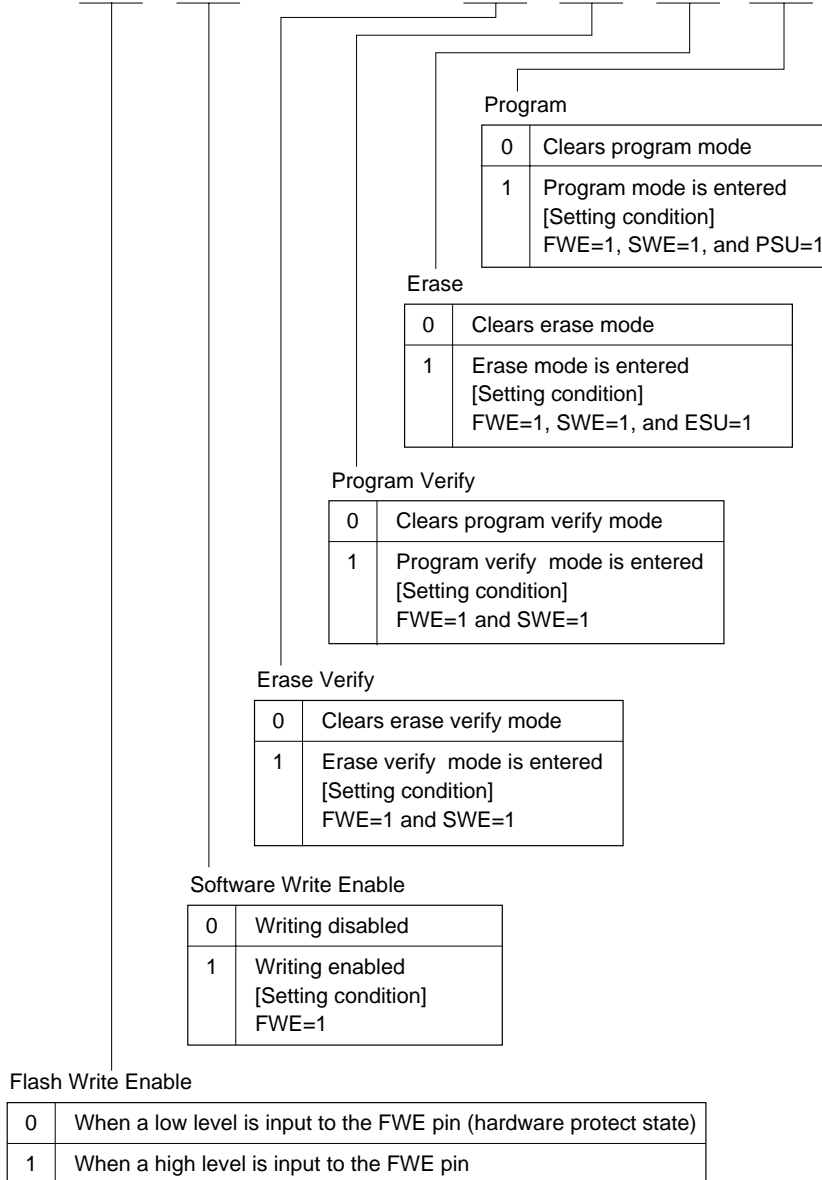 Program
0 Clears program mode
1 Program mode is entered
[Setting condition]
FWE=1, SWE=1, and PSU=1
Erase
0 Clears erase mode
1 Erase mode is entered
[Setting condition]
FWE=1, SWE=1, and ESU=1
Program Verify
0 Clears program verify mode
1 Program verify mode is entered
[Setting condition]
FWE=1 and SWE=1
Erase Verify
0 Clears erase verify mode
1 Erase verify mode is entered
[Setting condition]
FWE=1 and SWE=1
Software Write Enable
0 Writing disabled
1 Writing enabled
[Setting condition]
FWE=1
Flash Write Enable
0 When a low level is input to the FWE pin (hardware protect state)
1 When a high level is input to the FWE pin